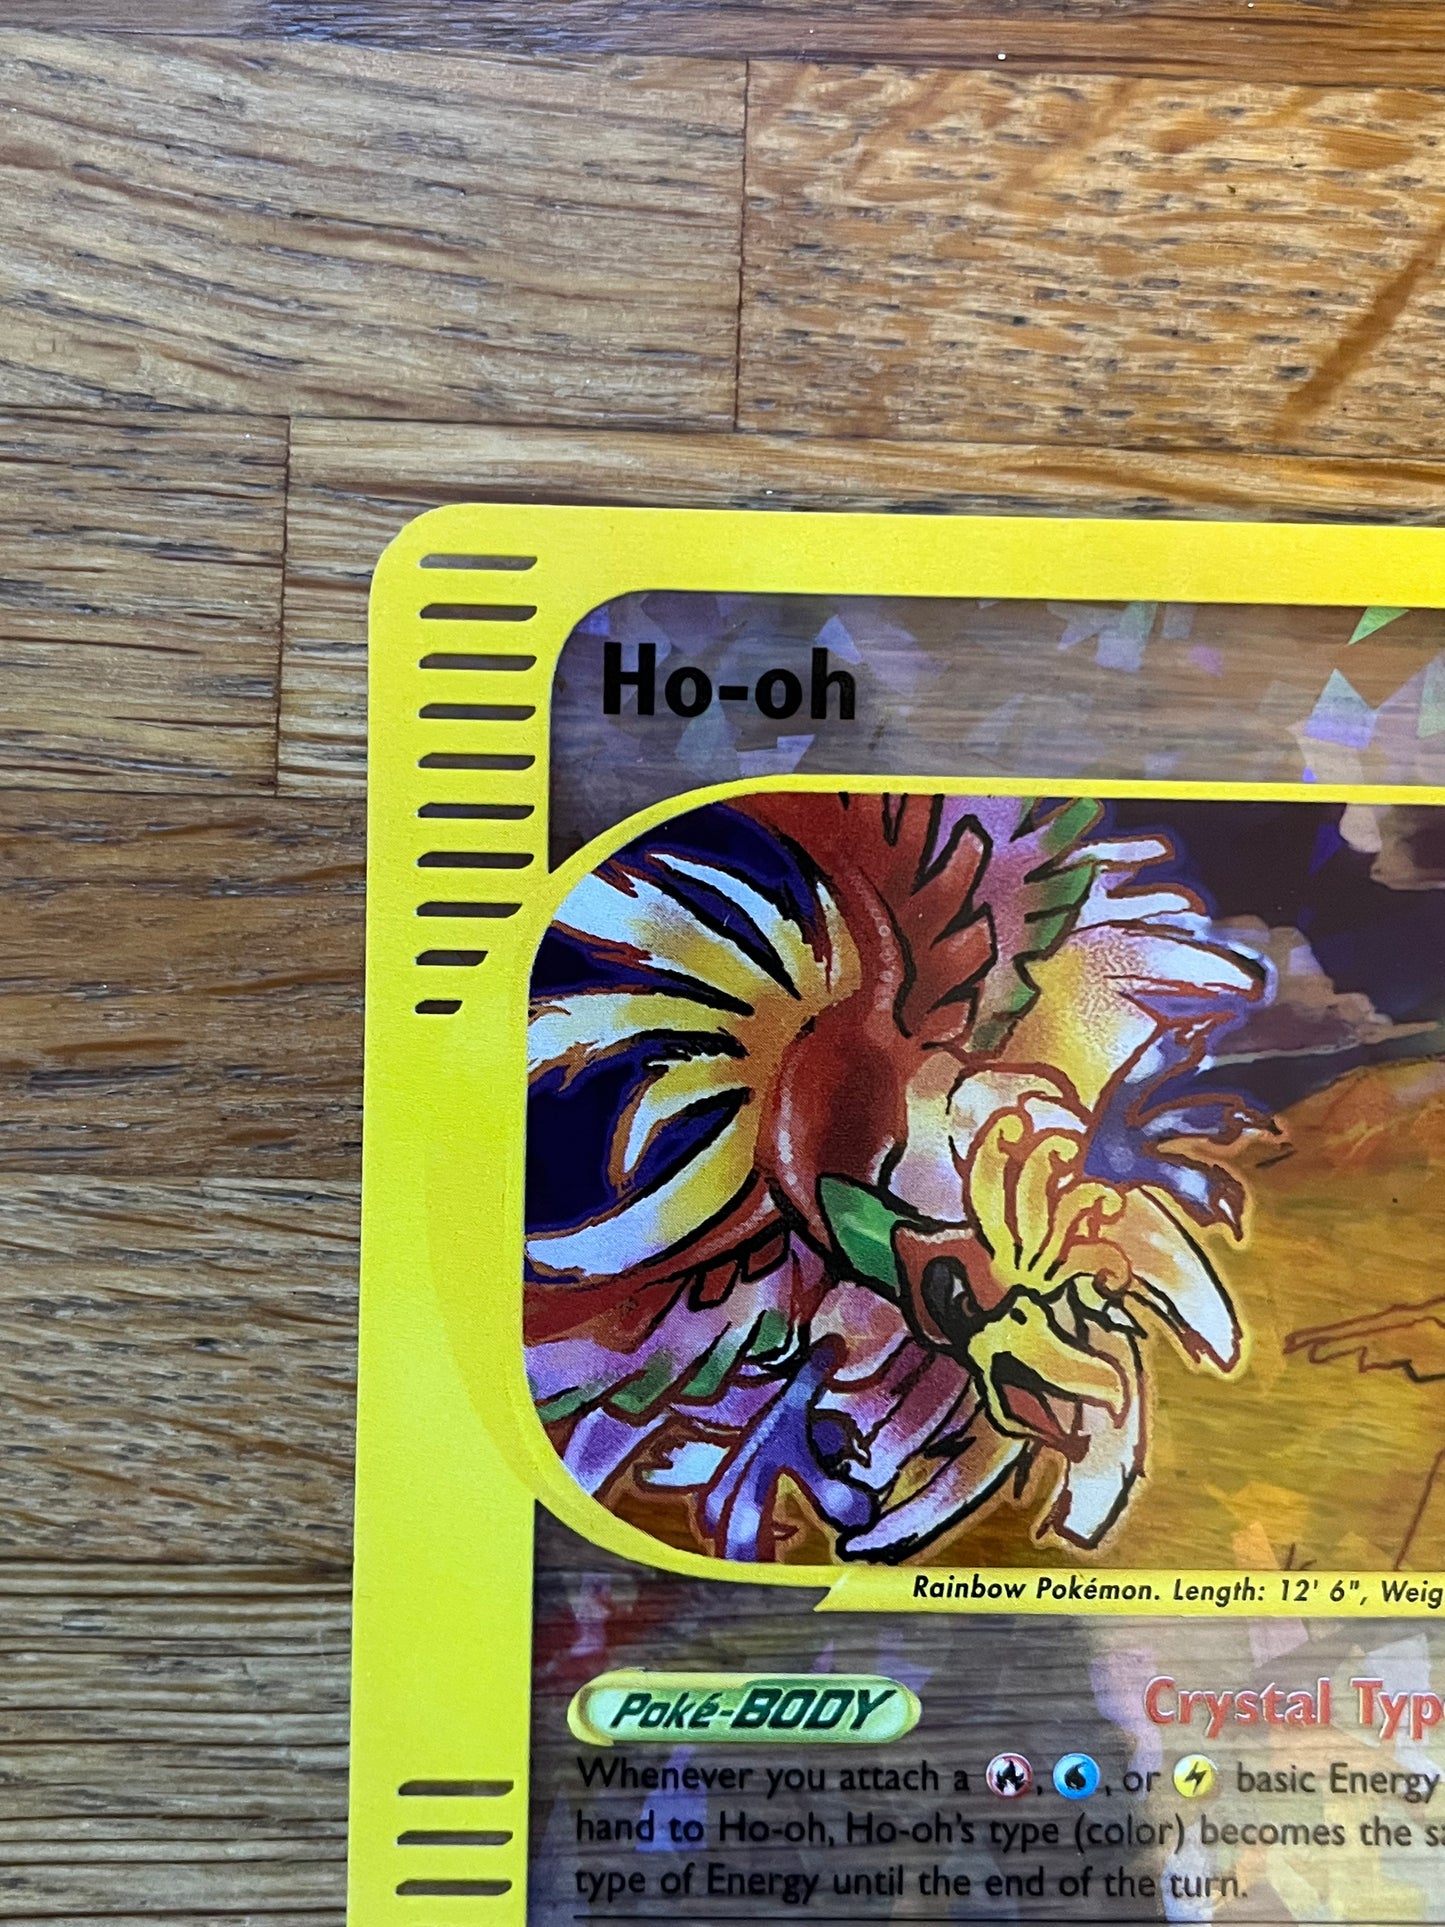 Ho-oh
Rainbow Pokémon. Length: 12' 6", Weig
Poké-BODY
Crystal Typ
Whenever you attach a , , or basic Energy
hand to Ho-oh, Ho-oh's type (color) becomes the sa
type of Energy until the end of the turn.